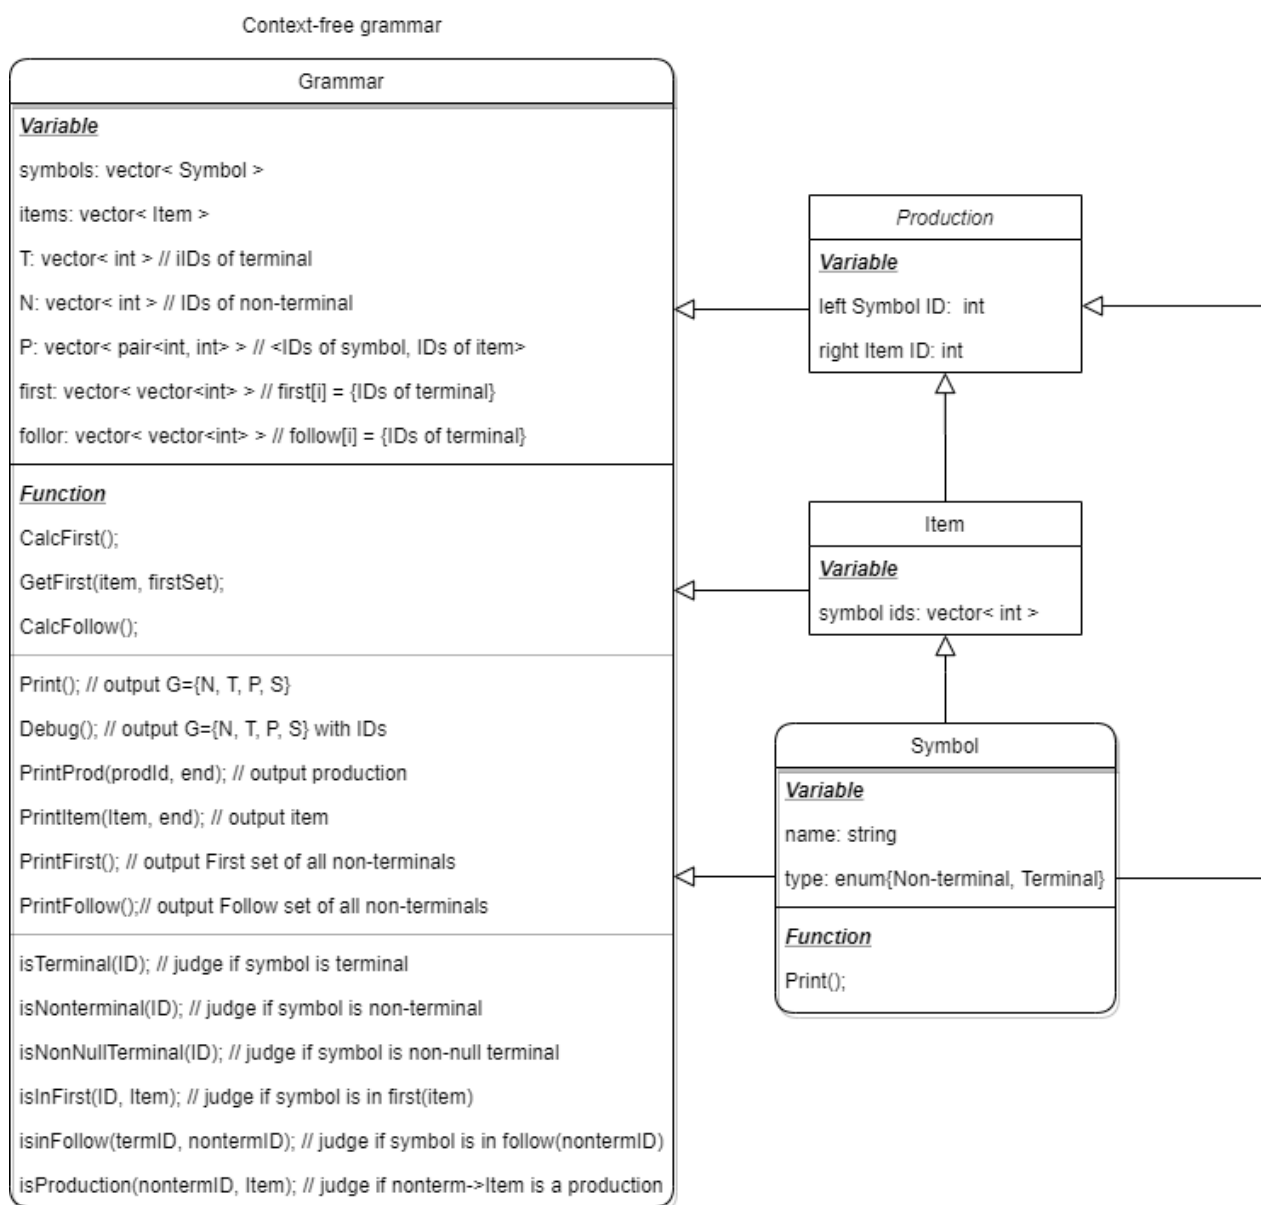 Context-free grammar
Grammar
Variable
symbols: vector< Symbol >
items: vector< Item >
T: vector< int > // iIDs of terminal
N: vector< int > // IDs of non-terminal
P: vector< pair<int, int> > // <IDs of symbol, IDs of item>
first: vector< vector<int> > // first[i] = {IDs of terminal}
follor: vector< vector<int> > // follow[i] = {IDs of terminal}
Function
CalcFirst();
GetFirst(item, firstSet);
CalcFollow();
Print(); // output G={N, T, P, S}
Debug(); // output G={N, T, P, S} with IDs
PrintProd(prodId, end); // output production
PrintItem(Item, end); // output item
PrintFirst(); // output First set of all non-terminals
PrintFollow();// output Follow set of all non-terminals
isTerminal(ID); // judge if symbol is terminal
isNonterminal(ID); // judge if symbol is non-terminal
isNonNullTerminal(ID); // judge if symbol is non-null terminal
isInFirst(ID, Item); // judge if symbol is in first(item)
isinFollow(termID, nontermID); // judge if symbol is in follow(nontermID)
isProduction(nontermID, Item); // judge if nonterm->Item is a production
Production
Variable
left Symbol ID:  int
right Item ID: int
Item
Variable
symbol ids: vector< int >
Symbol
Variable
name: string
type: enum{Non-terminal, Terminal}
Function
Print();